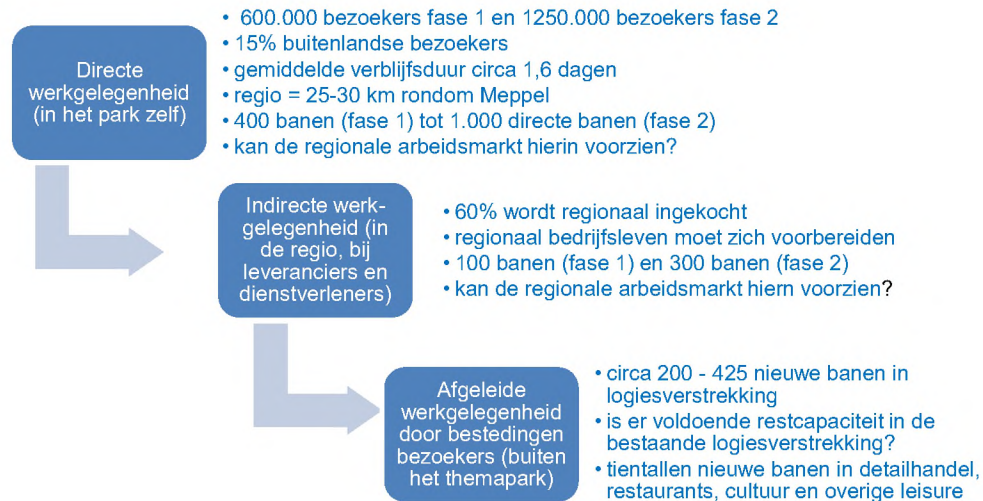 Directe
werkgelegenheid
(in het park zelf)
• 600.000 bezoekers fase 1 en 1250.000 bezoekers fase 2
• 15% buitenlandse bezoekers
• gemiddelde verblijfsduur circa 1,6 dagen
• regio = 25-30 km rondom Meppel
• 400 banen (fase 1) tot 1.000 directe banen (fase 2)
• kan de regionale arbeidsmarkt hierin voorzien?
Indirecte werk-
gelegenheid (in
de regio, bij
leveranciers en
dienstverleners)
• 60% wordt regionaal ingekocht
• regionaal bedrijfsleven moet zich voorbereiden
• 100 banen (fase 1) en 300 banen (fase 2)
• kan de regionale arbeidsmarkt hiern voorzien?
Afgeleide
werkgelegenheid
door bestedingen
bezoekers (buiten
het themapark)
• circa 200 - 425 nieuwe banen in
logiesverstrekking
• is er voldoende restcapaciteit in de
bestaande logiesverstrekking?
• tientallen nieuwe banen in detailhandel,
restaurants, cultuur en overige leisure